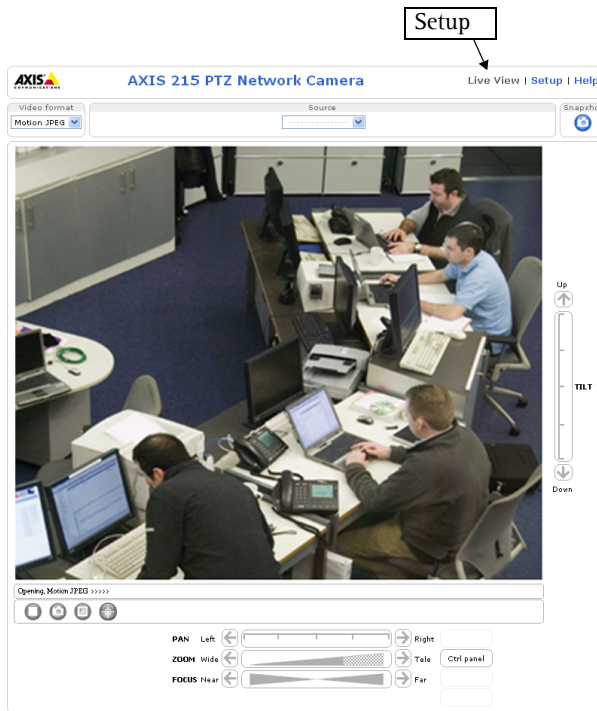 Setup
AXIS
COMMUNICATIONS
AXIS 215 PTZ Network Camera
Live View | Setup | Help
Video format
Source
Snapsho
Motion JPEG
------------------
Up
TILT
Down
Opening, Motion JPEG >>>>>
PAN Left Right
ZOOM Wide Tele Ctrl panel
FOCUS Near Far